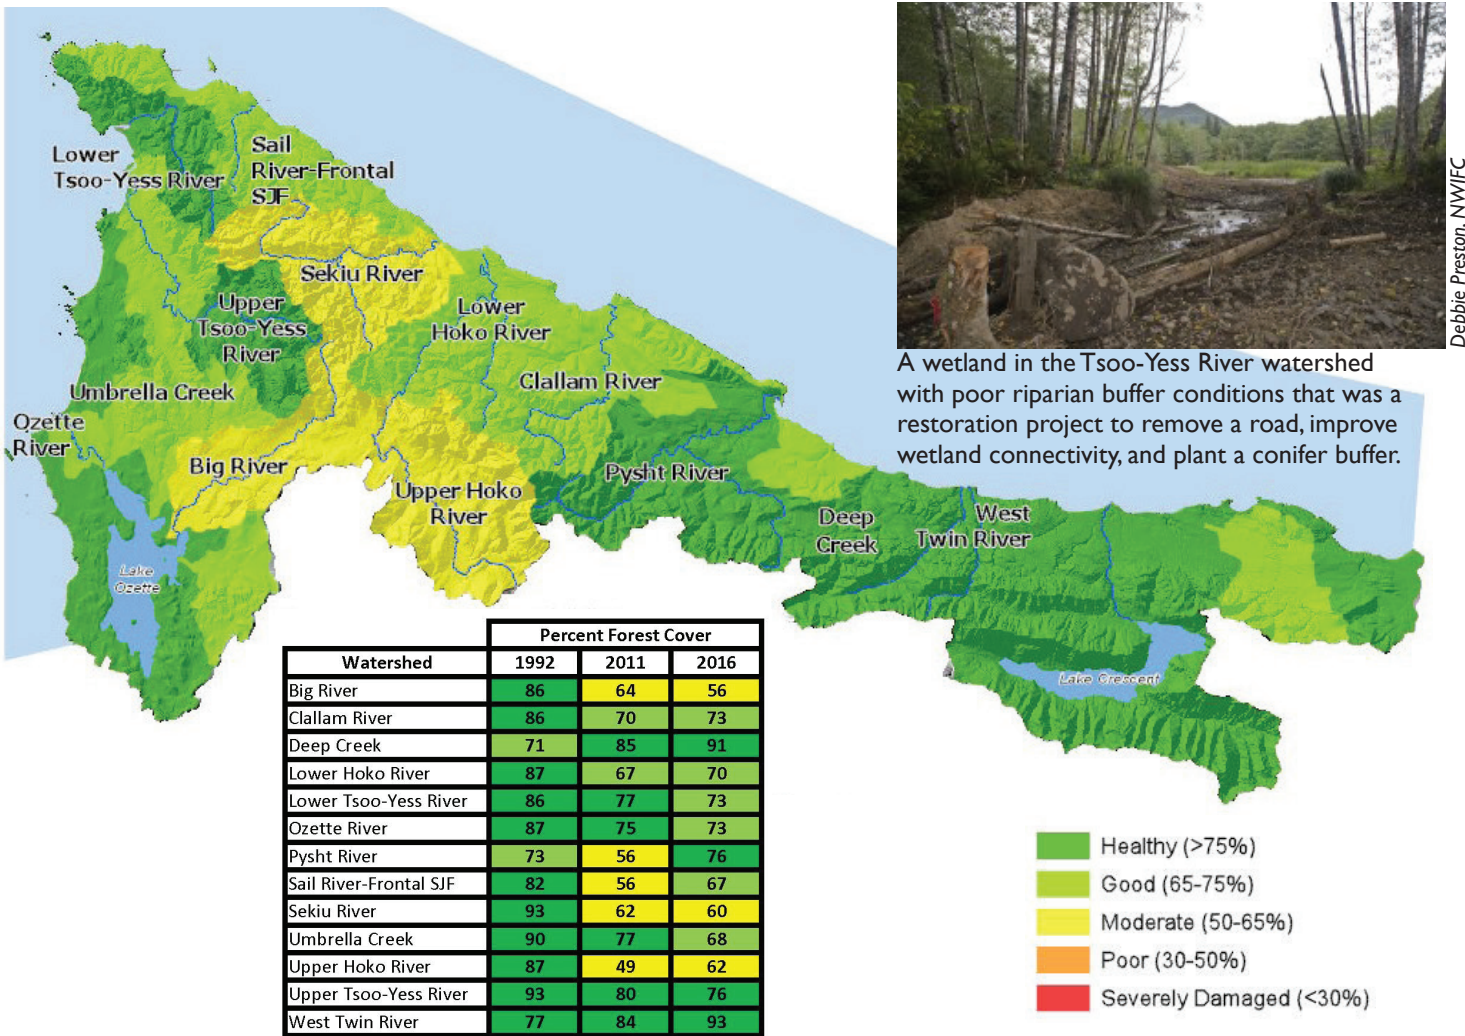 Lower
Tsoo-Yess River
Sail
River-Frontal
SJF
Sekiu River
Upper
Tsoo-Yess
River
Lower
Hoko River
Umbrella Creek
Clallam River
Ozette
River
Big River
Upper Hoko
River
Pysht River
Deep
Creek
West
Twin River
Lake
Ozette
Lake Crescent
Debbie Preston, NWIFC
A wetland in the Tsoo-Yess River watershed
with poor riparian buffer conditions that was a
restoration project to remove a road, improve
wetland connectivity, and plant a conifer buffer.
Percent Forest Cover
Watershed 1992 2011 2016
Big River 86 64 56
Clallam River 86 70 73
Deep Creek 71 85 91
Lower Hoko River 87 67 70
Lower Tsoo-Yess River 86 77 73
Ozette River 87 75 73
Pysht River 73 56 76
Sail River-Frontal SJF 82 56 67
Sekiu River 93 62 60
Umbrella Creek 90 77 68
Upper Hoko River 87 49 62
Upper Tsoo-Yess River 93 80 76
West Twin River 77 84 93
Healthy (>75%)
Good (65-75%)
Moderate (50-65%)
Poor (30-50%)
Severely Damaged (<30%)